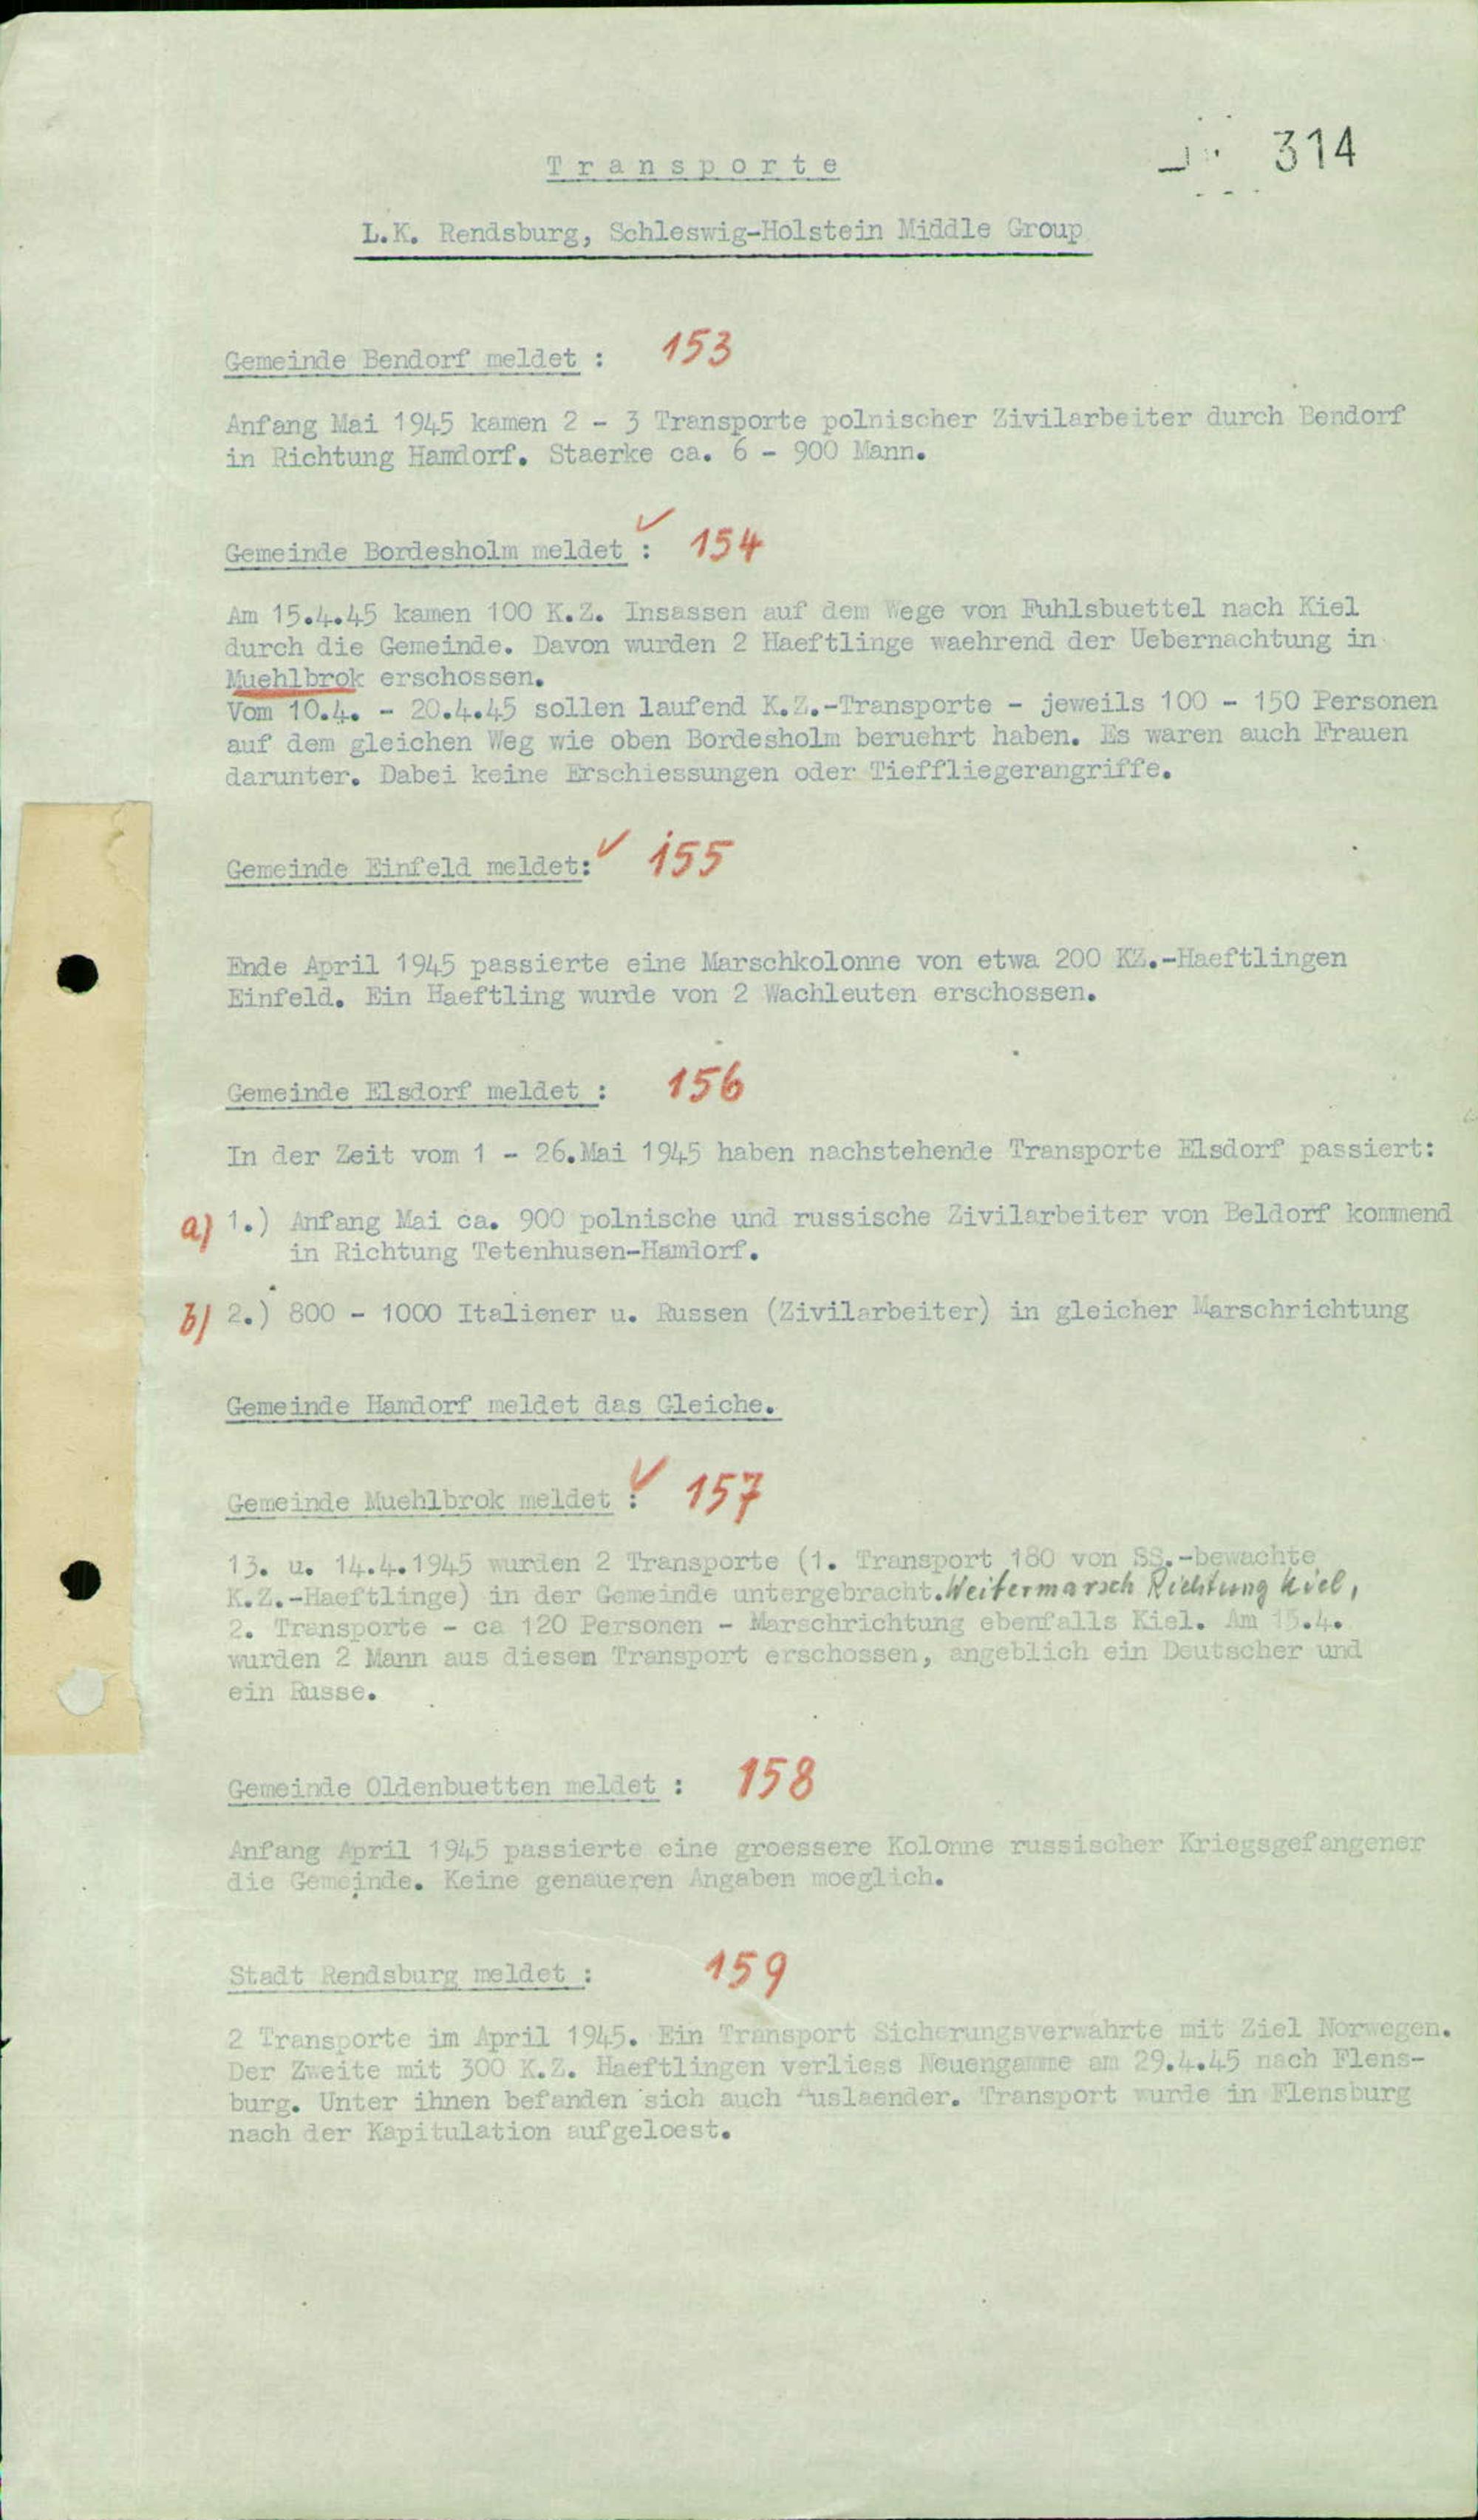 314
Transporte
L.K. Rendsburg, Schleswig-Holstein Middle Group
Gemeinde Bendorf meldet : 153
Anfang Mai 1945 kamen 2 - 3 Transporte polnischer Zivilarbeiter durch Bendorf
in Richtung Hamdorf. Staerke ca. 6 - 900 Mann.
Gemeinde Bordesholm meldet : ✓ 154
Am 15.4.45 kamen 100 K.Z. Insassen auf dem Wege von Fuhlsbuettel nach Kiel
durch die Gemeinde. Davon wurden 2 Haeftlinge waehrend der Uebernachtung in
Muehlbrok erschossen.
Vom 10.4. - 20.4.45 sollen laufend K.Z.-Transporte - jeweils 100 - 150 Personen
auf dem gleichen Weg wie oben Bordesholm beruehrt haben. Es waren auch Frauen
darunter. Dabei keine Erschiessungen oder Tieffliegerangriffe.
Gemeinde Einfeld meldet: ✓ 155
Ende April 1945 passierte eine Marschkolonne von etwa 200 KZ.-Haeftlingen
Einfeld. Ein Haeftling wurde von 2 Wachleuten erschossen.
Gemeinde Elsdorf meldet : 156
In der Zeit vom 1 - 26.Mai 1945 haben nachstehende Transporte Elsdorf passiert:
a) 1.) Anfang Mai ca. 900 polnische und russische Zivilarbeiter von Beldorf kommend
in Richtung Tetenhusen-Hamdorf.
b) 2.) 800 - 1000 Italiener u. Russen (Zivilarbeiter) in gleicher Marschrichtung
Gemeinde Hamdorf meldet das Gleiche.
Gemeinde Muehlbrok meldet : ✓ 157
13. u. 14.4.1945 wurden 2 Transporte (1. Transport 180 von SS.-bewachte
K.Z.-Haeftlinge) in der Gemeinde untergebracht. Weitermarsch Richtung Kiel,
2. Transporte - ca 120 Personen - Marschrichtung ebenfalls Kiel. Am 15.4.
wurden 2 Mann aus diesem Transport erschossen, angeblich ein Deutscher und
ein Russe.
Gemeinde Oldenbuetten meldet : 158
Anfang April 1945 passierte eine groessere Kolonne russischer Kriegsgefangener
die Gemeinde. Keine genaueren Angaben moeglich.
Stadt Rendsburg meldet : 159
2 Transporte im April 1945. Ein Transport Sicherungsverwahrte mit Ziel Norwegen.
Der Zweite mit 300 K.Z. Haeftlingen verliess Neuengamme am 29.4.45 nach Flens-
burg. Unter ihnen befanden sich auch Auslaender. Transport wurde in Flensburg
nach der Kapitulation aufgeloest.